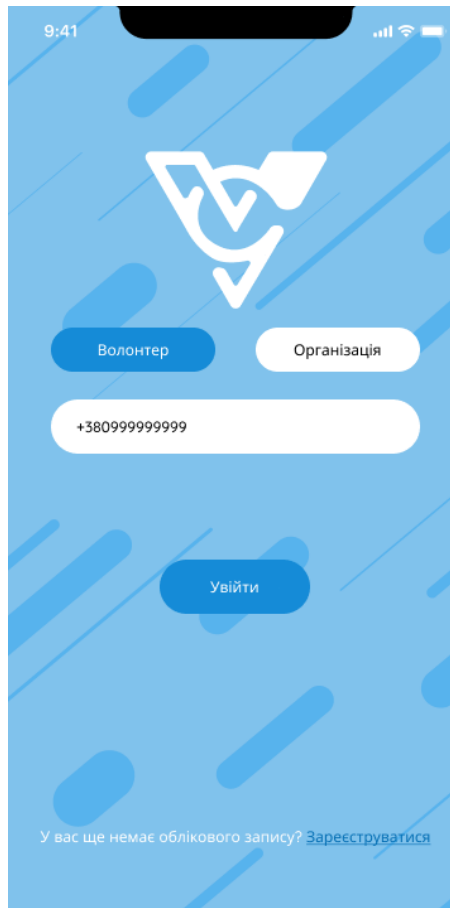 9:41
Волонтер
Організація
+380999999999
Увійти
У вас ще немає облікового запису? Зареєструватися